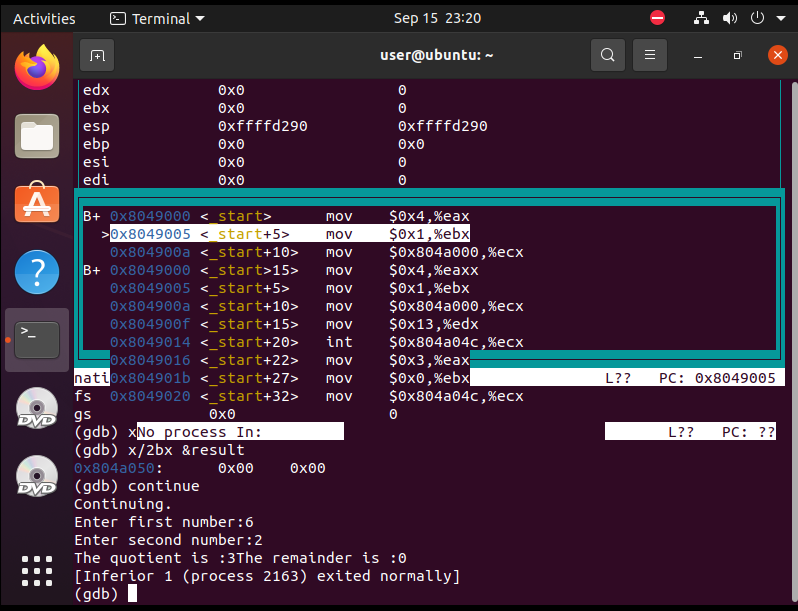 Activities Terminal Sep 15 23:20
user@ubuntu: ~
edx 0x0 0
ebx 0x0 0
esp 0xffffd290 0xffffd290
ebp 0x0 0x0
esi 0x0 0
edi 0x0 0
B+ 0x8049000 <_start> mov $0x4,%eax
>0x8049005 <_start+5> mov $0x1,%ebx
0x804900a <_start+10> mov $0x804a000,%ecx
B+ 0x8049000 <_start>15> mov $0x4,%eaxx
0x8049005 <_start+5> mov $0x1,%ebx
0x804900a <_start+10> mov $0x804a000,%ecx
0x804900f <_start+15> mov $0x13,%edx
0x8049014 <_start+20> int $0x804a04c,%ecx
0x8049016 <_start+22> mov $0x3,%eax
nati0x804901b <_start+27> mov $0x0,%ebx L?? PC: 0x8049005
fs 0x8049020 <_start+32> mov $0x804a04c,%ecx
gs 0x0 0
(gdb) xNo process In: L?? PC: ??
(gdb) x/2bx &result
0x804a050: 0x00 0x00
(gdb) continue
Continuing.
Enter first number:6
Enter second number:2
The quotient is :3The remainder is :0
[Inferior 1 (process 2163) exited normally]
(gdb)
>_
DVD
DVD